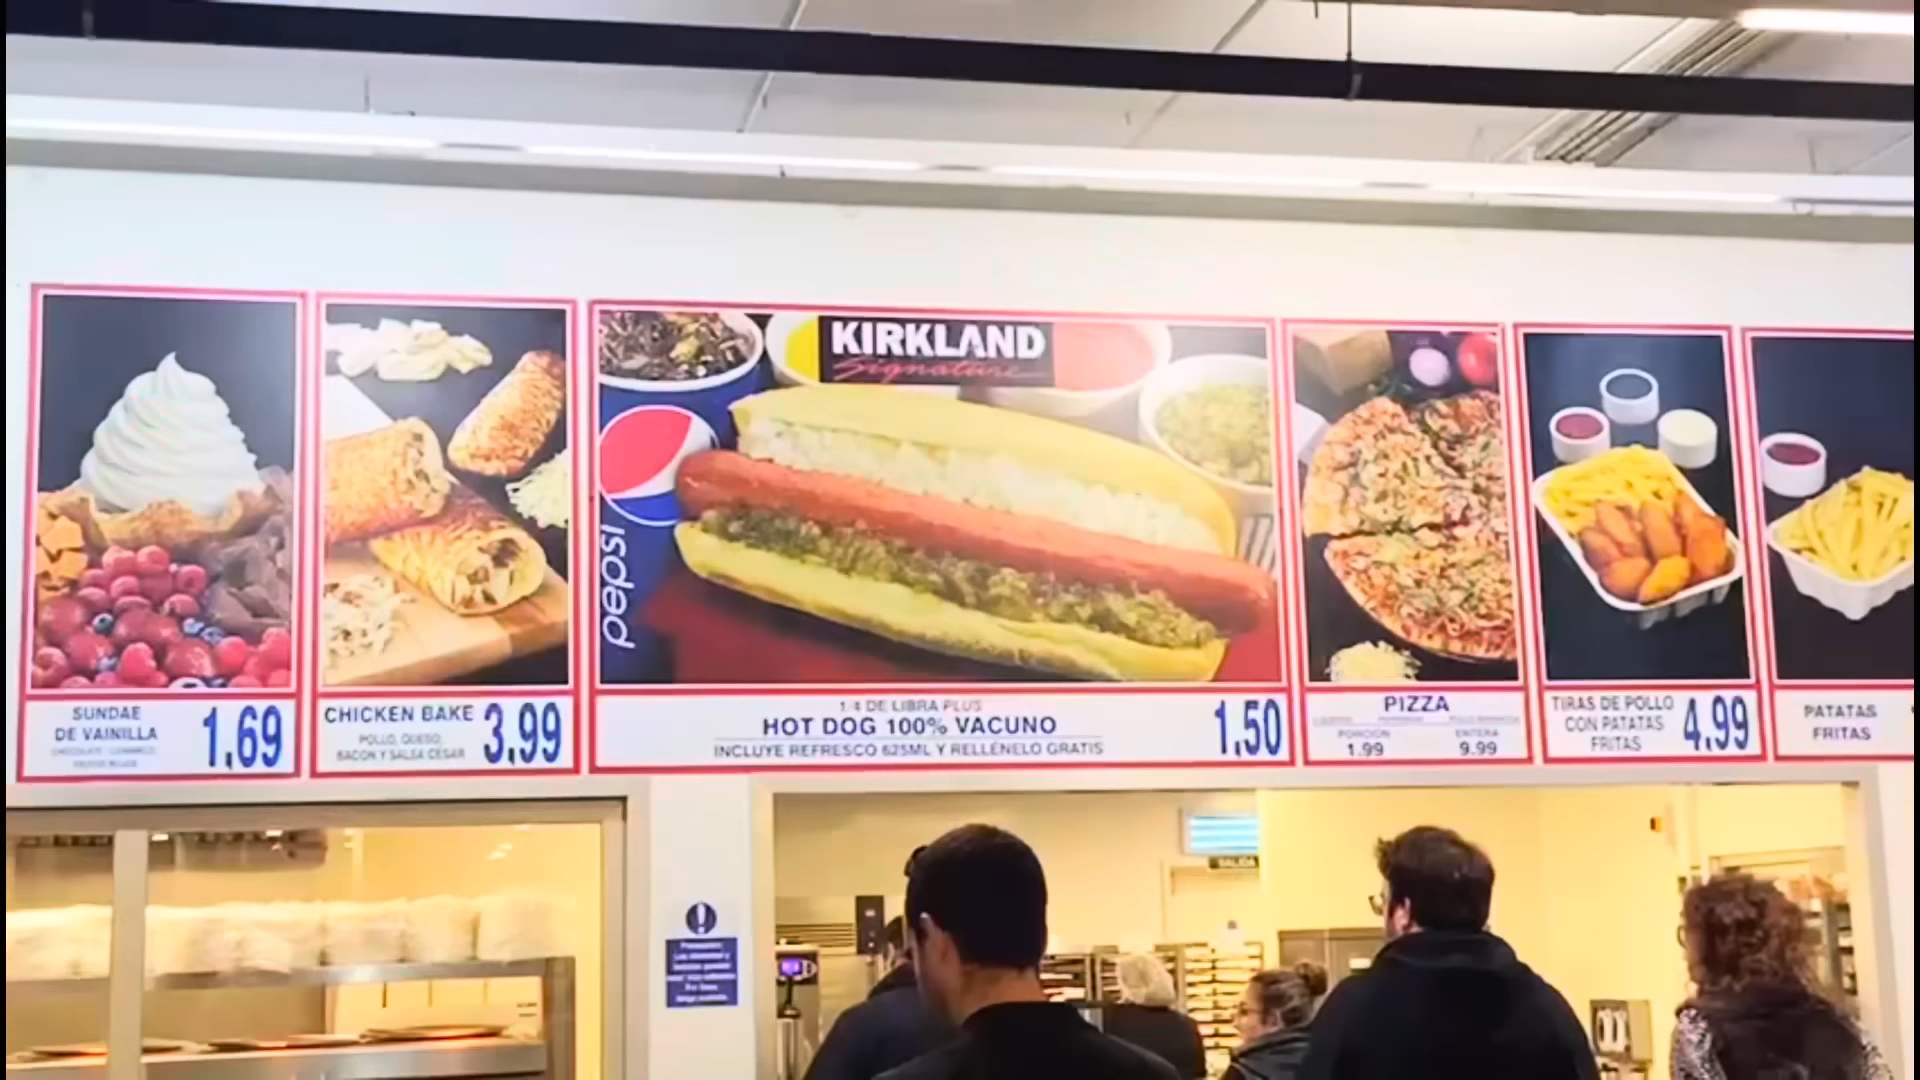 KIRKLAND
Signature
pepsi
SUNDAE
DE VAINILLA
1,69
CHICKEN BAKE
POLLO, QUESO,
BACON Y SALSA CESAR
3,99
1/4 DE LIBRA PLUS
HOT DOG 100% VACUNO
INCLUYE REFRESCO 625ML Y RELLÉNELO GRATIS
1,50
PIZZA
PORCIÓN
1.99
ENTERA
9.99
TIRAS DE POLLO
CON PATATAS
FRITAS
4,99
PATATAS
FRITAS
SALIDA